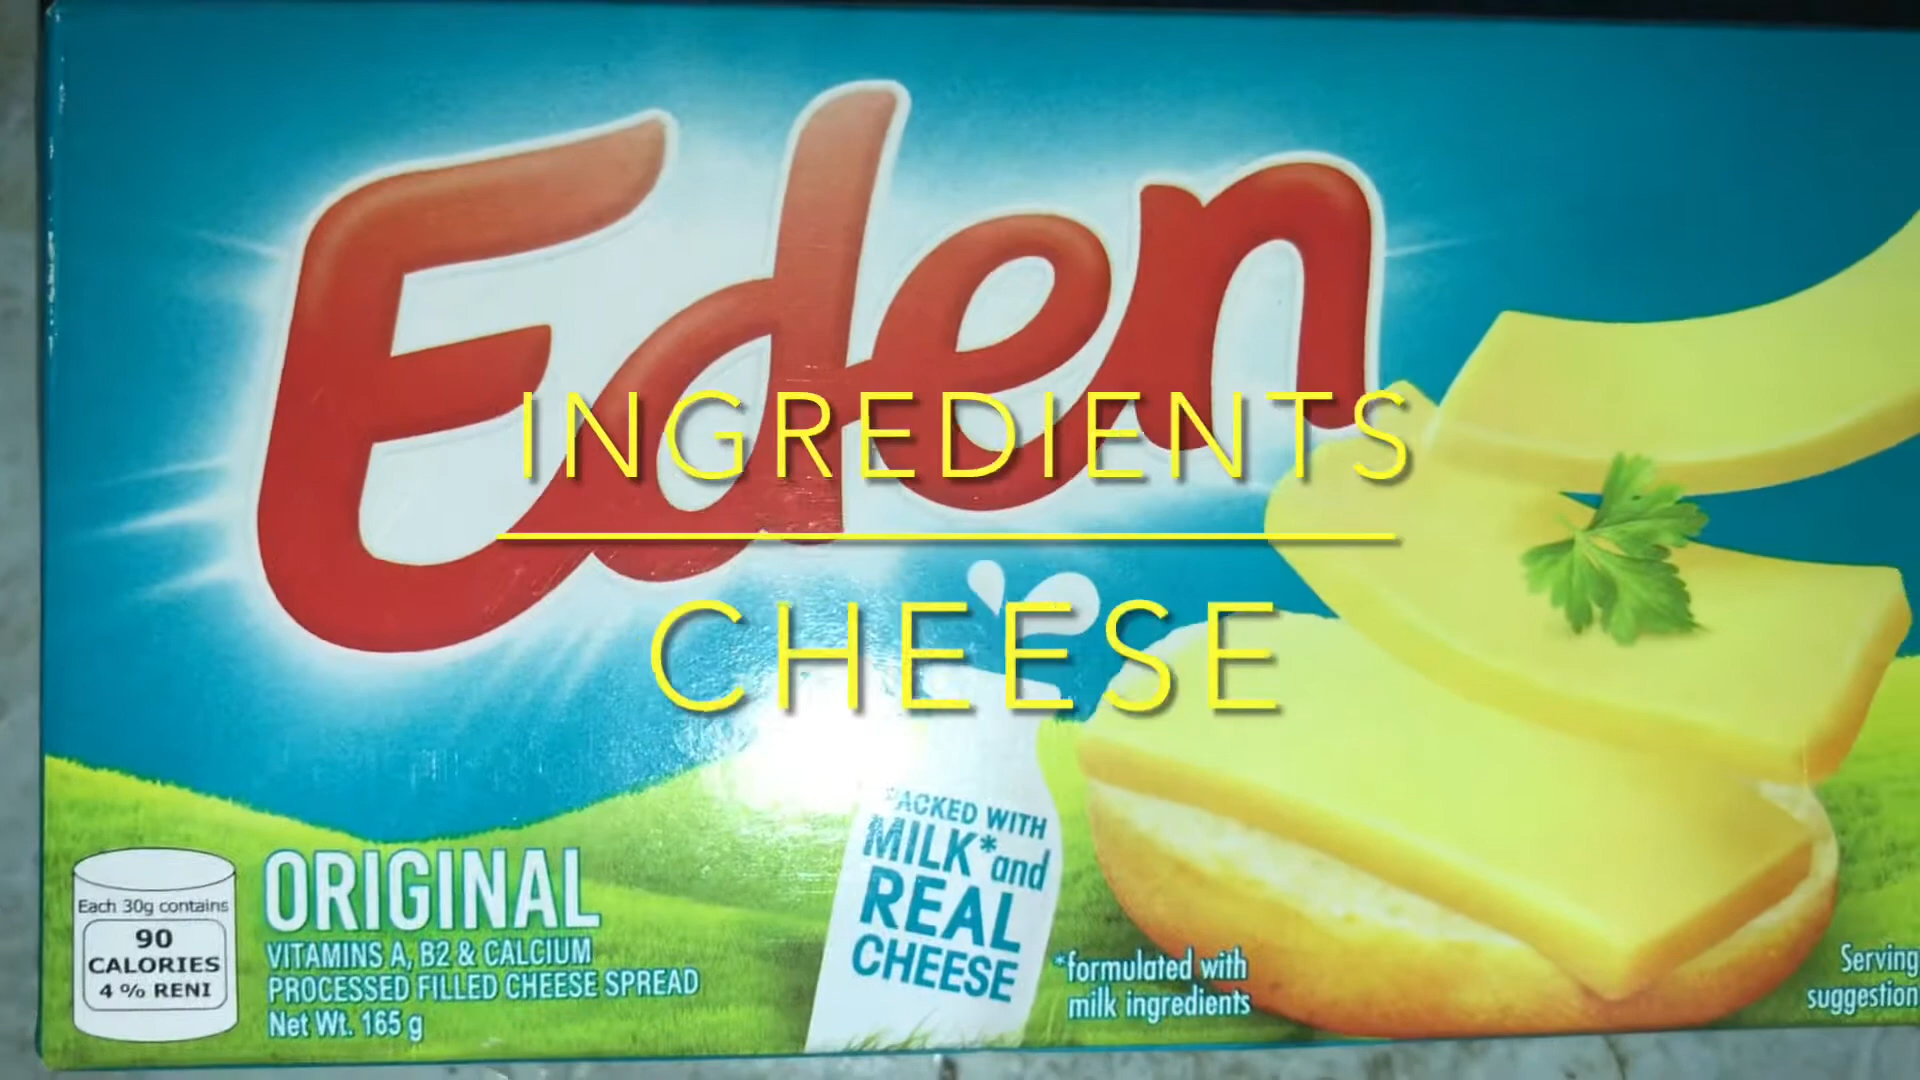 Eden
INGREDIENTS
CHEESE
PACKED WITH
MILK* and
REAL
CHEESE
*formulated with
milk ingredients
Each 30g contains
90
CALORIES
4 % RENI
ORIGINAL
VITAMINS A, B2 & CALCIUM
PROCESSED FILLED CHEESE SPREAD
Net Wt. 165 g
Serving
suggestion